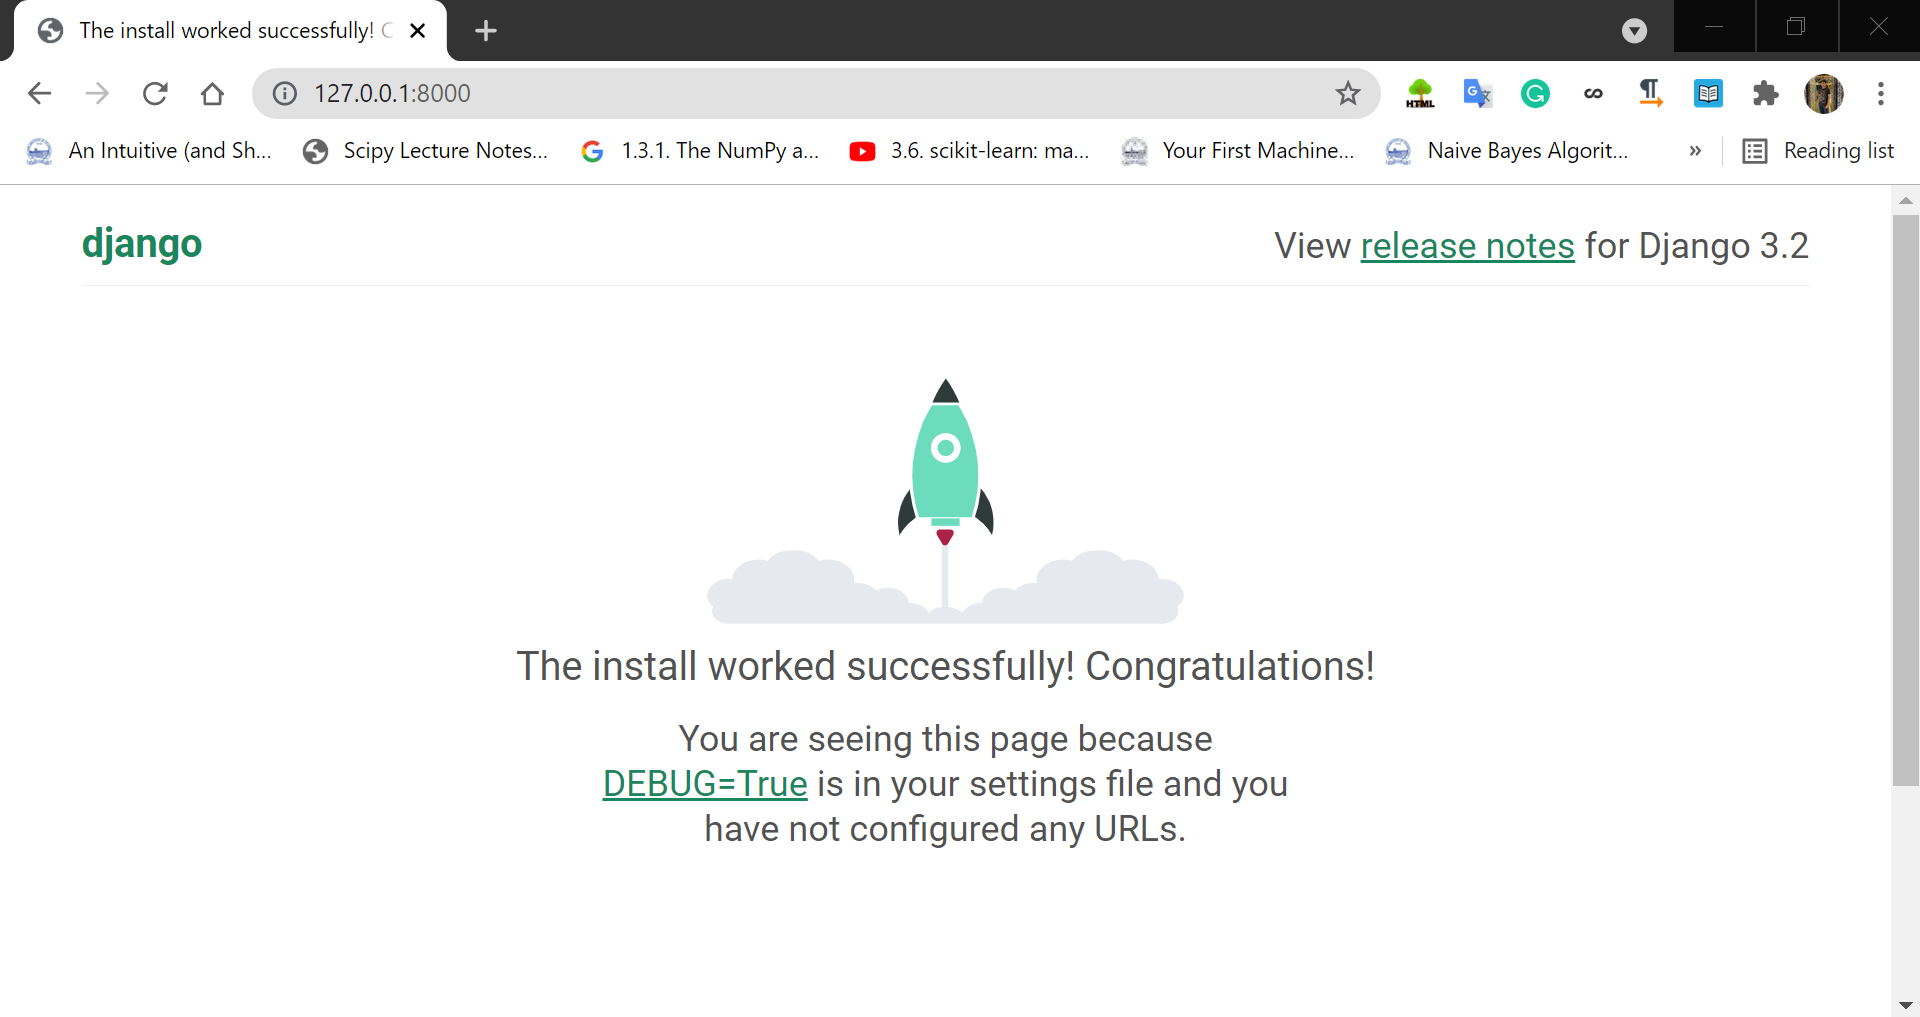 The install worked successfully! C
127.0.0.1:8000
HTML
An Intuitive (and Sh...
Scipy Lecture Notes...
1.3.1. The NumPy a...
3.6. scikit-learn: ma...
Your First Machine...
Naive Bayes Algorit...
»
Reading list
django
View release notes for Django 3.2
The install worked successfully! Congratulations!
You are seeing this page because
DEBUG=True is in your settings file and you
have not configured any URLs.